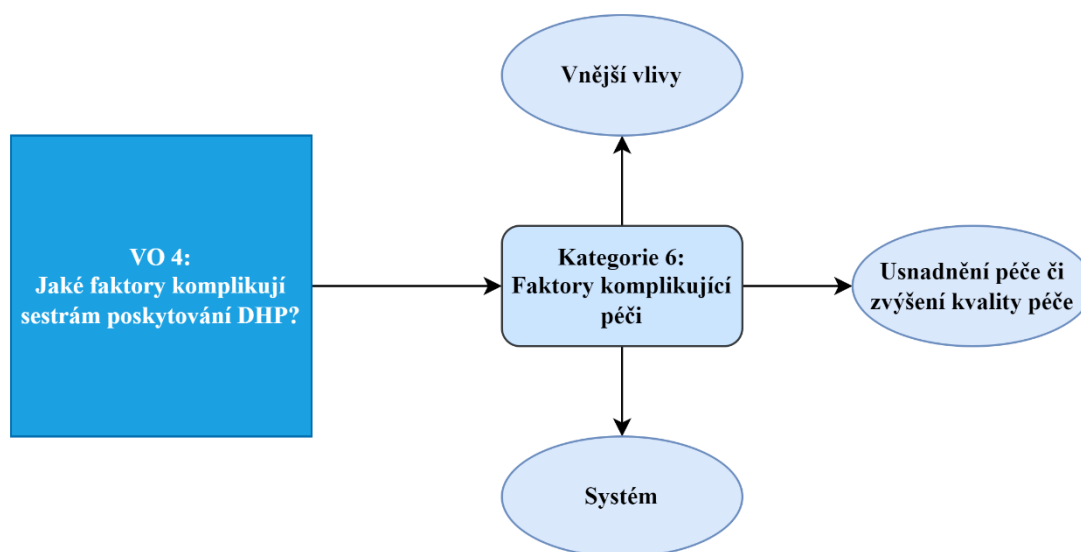 Vnější vlivy
VO 4:
Jaké faktory komplikují
sestrám poskytování DHP?
Kategorie 6:
Faktory komplikující
péči
Usnadnění péče či
zvýšení kvality péče
Systém